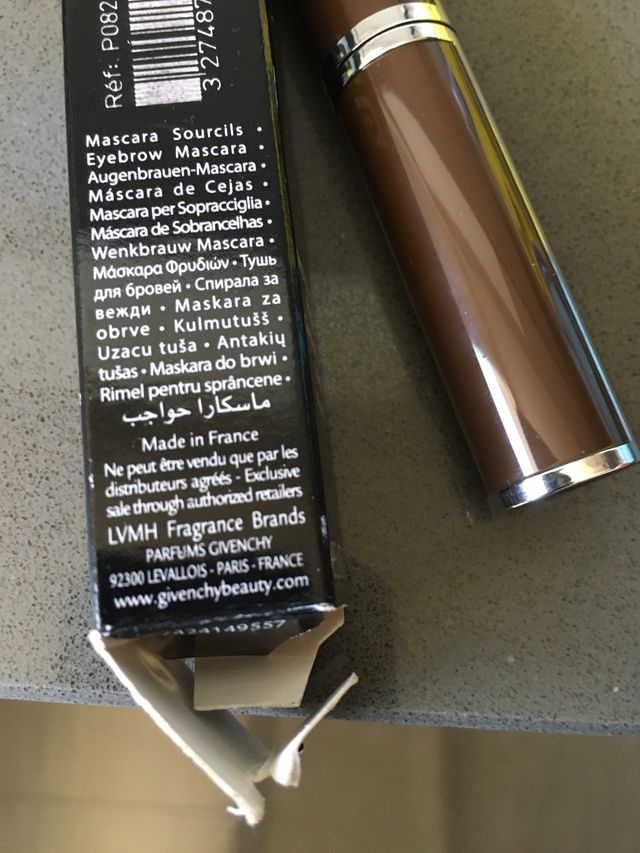 Réf:. P082
3 27487
Mascara Sourcils •
Eyebrow Mascara •
Augenbrauen-Mascara •
Máscara de Cejas •
Mascara per Sopracciglia •
Máscara de Sobrancelhas •
Wenkbrauw Mascara •
Μάσκαρα Φρυδιών • Тушь
для бровей • Спирала за
вежди • Maskara za
obrve • Kulmutušš •
Uzacu tuša • Antakių
tušas • Maskara do brwi •
Rimel pentru sprâncene •
ماسكارا حواجب
Made in France
Ne peut être vendu que par les
distributeurs agréés - Exclusive
sale through authorized retailers
LVMH Fragrance Brands
PARFUMS GIVENCHY
92300 LEVALLOIS - PARIS - FRANCE
www.givenchybeauty.com